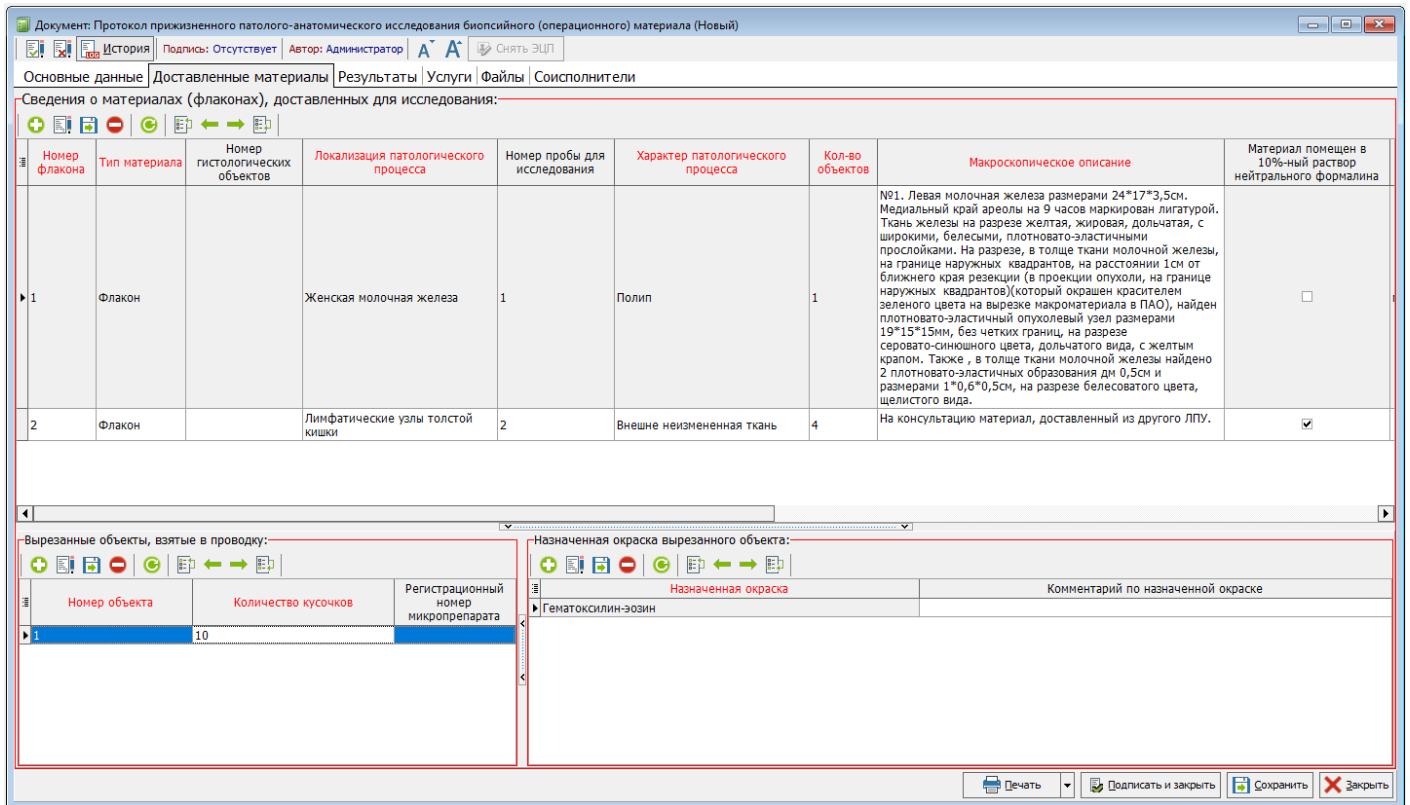 Документ: Протокол прижизненного патолого-анатомического исследования биопсийного (операционного) материала (Новый)
История Подпись: Отсутствует Автор: Администратор Снять ЭЦП
Основные данные Доставленные материалы Результаты Услуги Файлы Соисполнители
Сведения о материалах (флаконах), доставленных для исследования:
Номер флакона
Тип материала
Номер
гистологических
объектов
Локализация патологического
процесса
Номер пробы для
исследования
Характер патологического
процесса
Кол-во
объектов
Макроскопическое описание
Материал помещен в
10%-ный раствор
нейтрального формалина
1
Флакон
Женская молочная железа
1
Полип
1
№1. Левая молочная железа размерами 24*17*3,5см.
Медиальный край ареолы на 9 часов маркирован лигатурой.
Ткань железы на разрезе желтая, жировая, дольчатая, с
широкими, белесыми, плотновато-эластичными
прослойками. На разрезе, в толще ткани молочной железы,
на границе наружных квадрантов, на расстоянии 1см от
ближнего края резекции (в проекции опухоли, на границе
наружных квадрантов)(который окрашен красителем
зеленого цвета на вырезке макроматериала в ПАО), найден
плотновато-эластичный опухолевый узел размерами
19*15*15мм, без четких границ, на разрезе
серовато-синюшного цвета, дольчатого вида, с желтым
крапом. Также , в толще ткани молочной железы найдено
2 плотновато-эластичных образования дм 0,5см и
размерами 1*0,6*0,5см, на разрезе белесоватого цвета,
щелистого вида.
2
Флакон
Лимфатические узлы толстой
кишки
2
Внешне неизмененная ткань
4
На консультацию материал, доставленный из другого ЛПУ.
Вырезанные объекты, взятые в проводку:
Номер объекта
Количество кусочков
Регистрационный
номер
микропрепарата
1
10
Назначенная окраска вырезанного объекта:
Назначенная окраска
Комментарий по назначенной окраске
Гематоксилин-эозин
Печать Подписать и закрыть Сохранить Закрыть